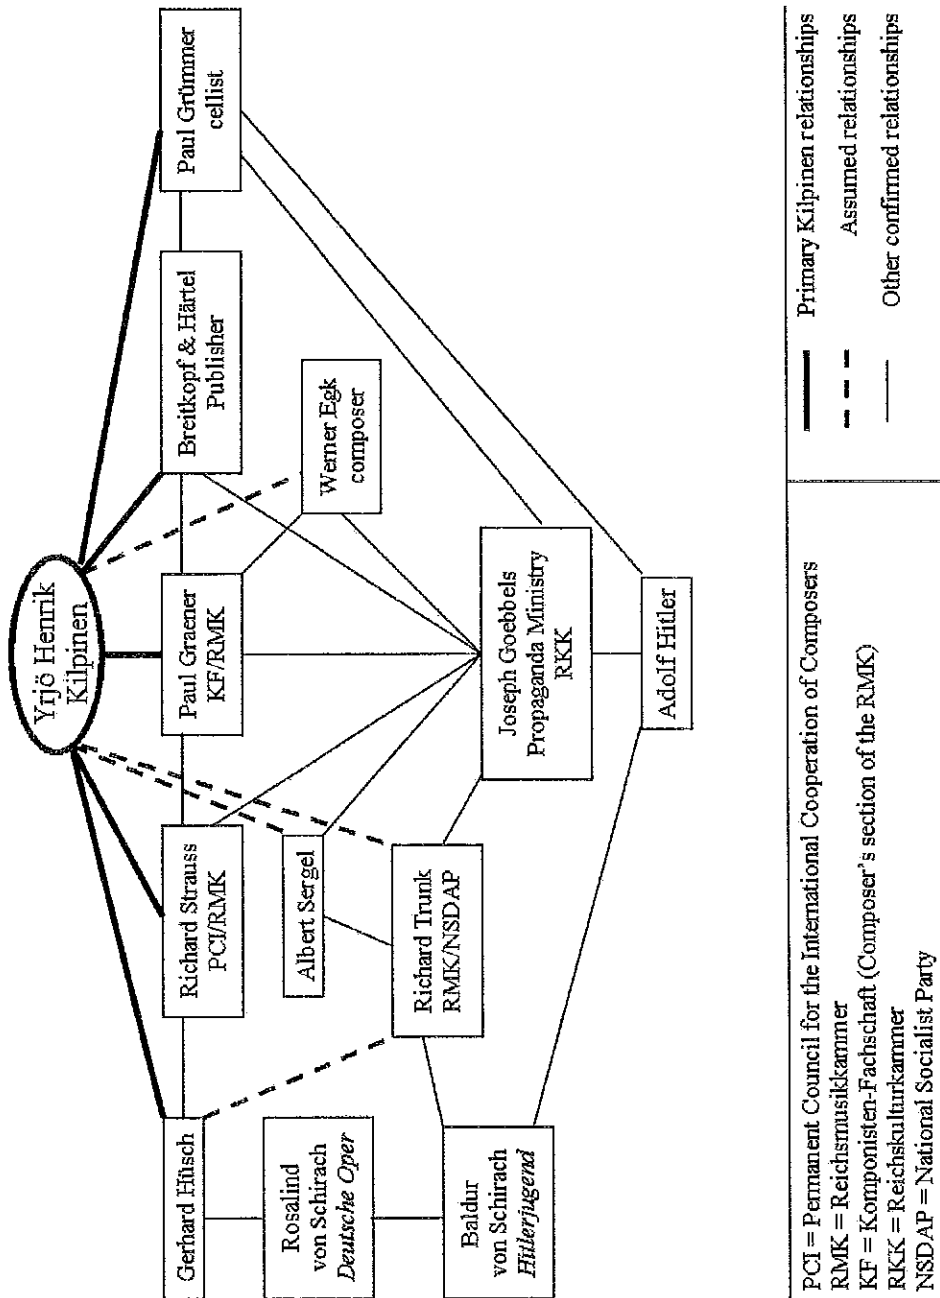 Yrjö Henrik
Kilpinen
Gerhard Hüsch
Richard Strauss
PCI/RMK
Paul Graener
KF/RMK
Breitkopf & Härtel
Publisher
Paul Grümmer
cellist
Rosalind
von Schirach
Deutsche Oper
Albert Sergel
Werner Egk
composer
Richard Trunk
RMK/NSDAP
Baldur
von Schirach
Hitlerjugend
Joseph Goebbels
Propaganda Ministry
RKK
Adolf Hitler
PCI = Permanent Council for the International Cooperation of Composers
RMK = Reichsmusikkammer
KF = Komponisten-Fachschaft (Composer's section of the RMK)
RKK = Reichskulturkammer
NSDAP = National Socialist Party
Primary Kilpinen relationships
Assumed relationships
Other confirmed relationships